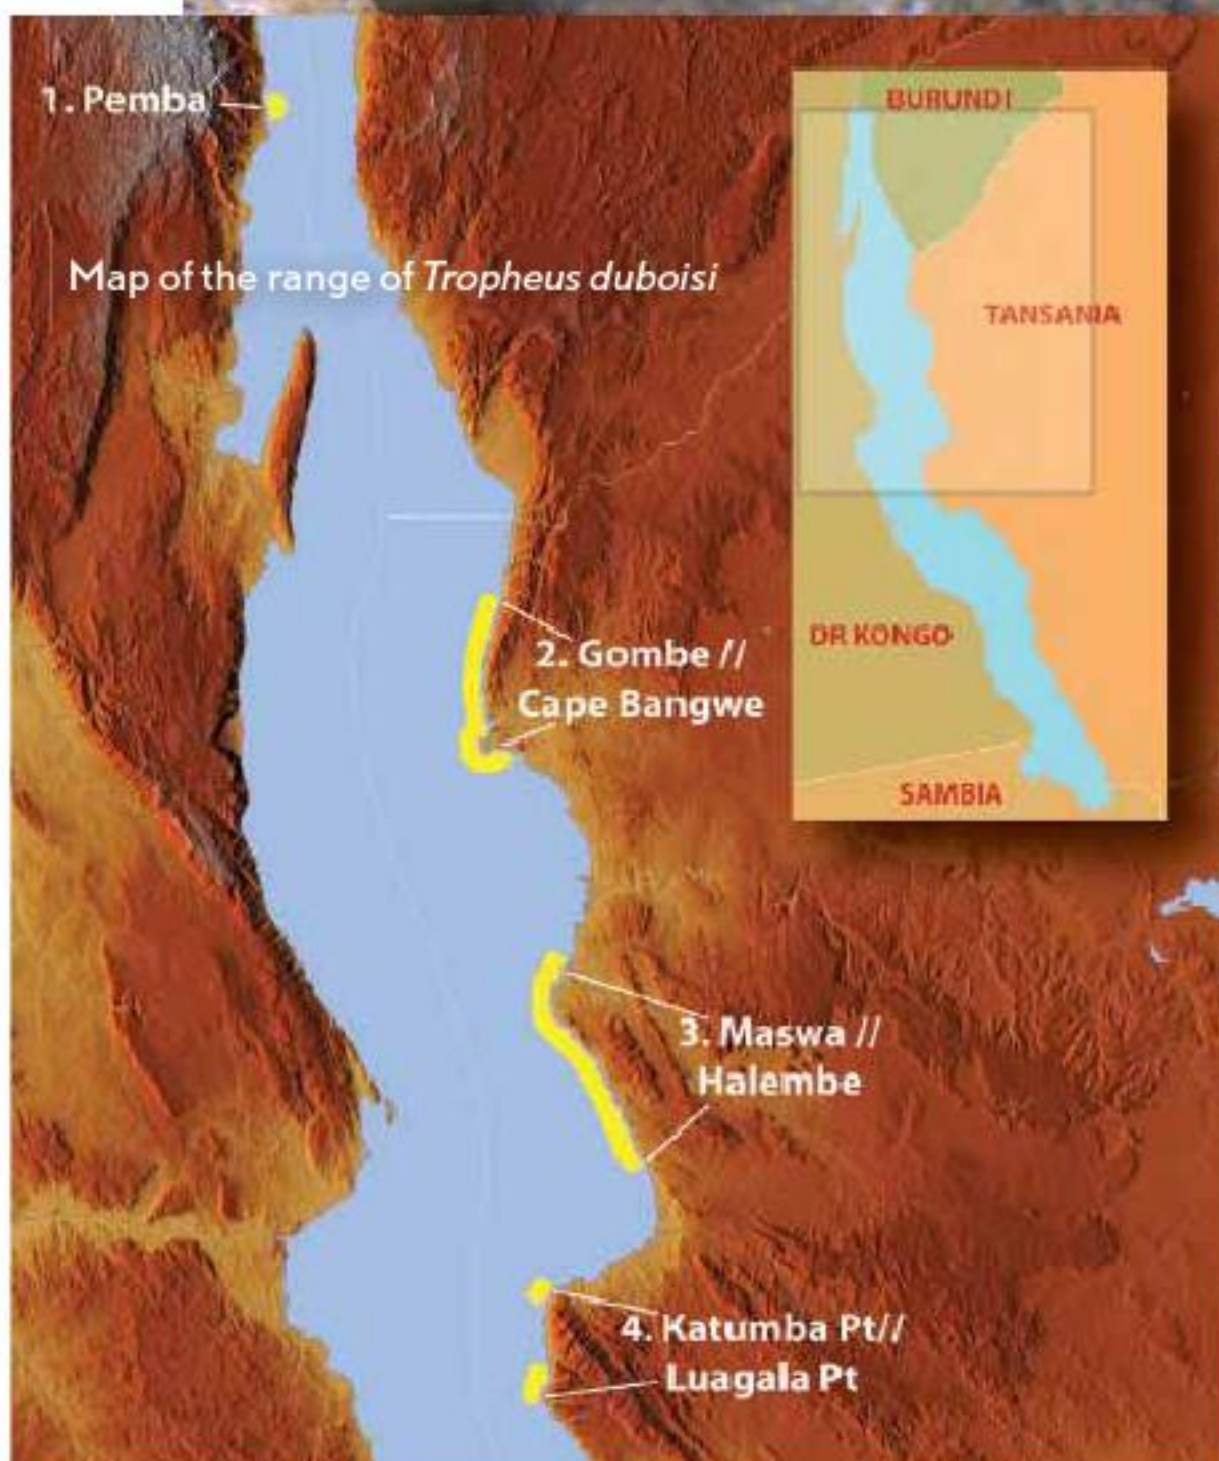 1. Pemba
Map of the range of Tropheus duboisi
2. Gombe //
Cape Bangwe
3. Maswa //
Halembe
4. Katumba Pt//
Luagala Pt
BURUNDI
TANSANIA
DR KONGO
SAMBIA